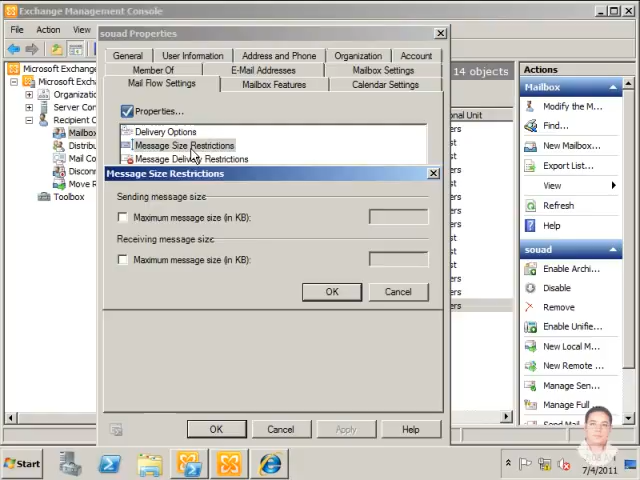 Exchange Management Console
File Action View
souad Properties
General User Information Address and Phone Organization Account
Member Of E-Mail Addresses Mailbox Settings
Mail Flow Settings Mailbox Features Calendar Settings
Properties...
Delivery Options
Message Size Restrictions
Message Delivery Restrictions
Message Size Restrictions
Sending message size
Maximum message size (in KB):
Receiving message size
Maximum message size (in KB):
OK Cancel
OK Cancel Apply Help
Microsoft Exchange
Microsoft Exchang
Organizatio
Server Con
Recipient C
Mailbox
Distribu
Mail Co
Disconn
Move R
Toolbox
14 objects
onal Unit
Actions
Mailbox
Modify the M...
Find...
New Mailbox...
Export List...
View
Refresh
Help
souad
Enable Archi...
Disable
Remove
Enable Unifie...
New Local M...
New Remote ...
Manage Sen...
Manage Full ...
Start
7/4/2011